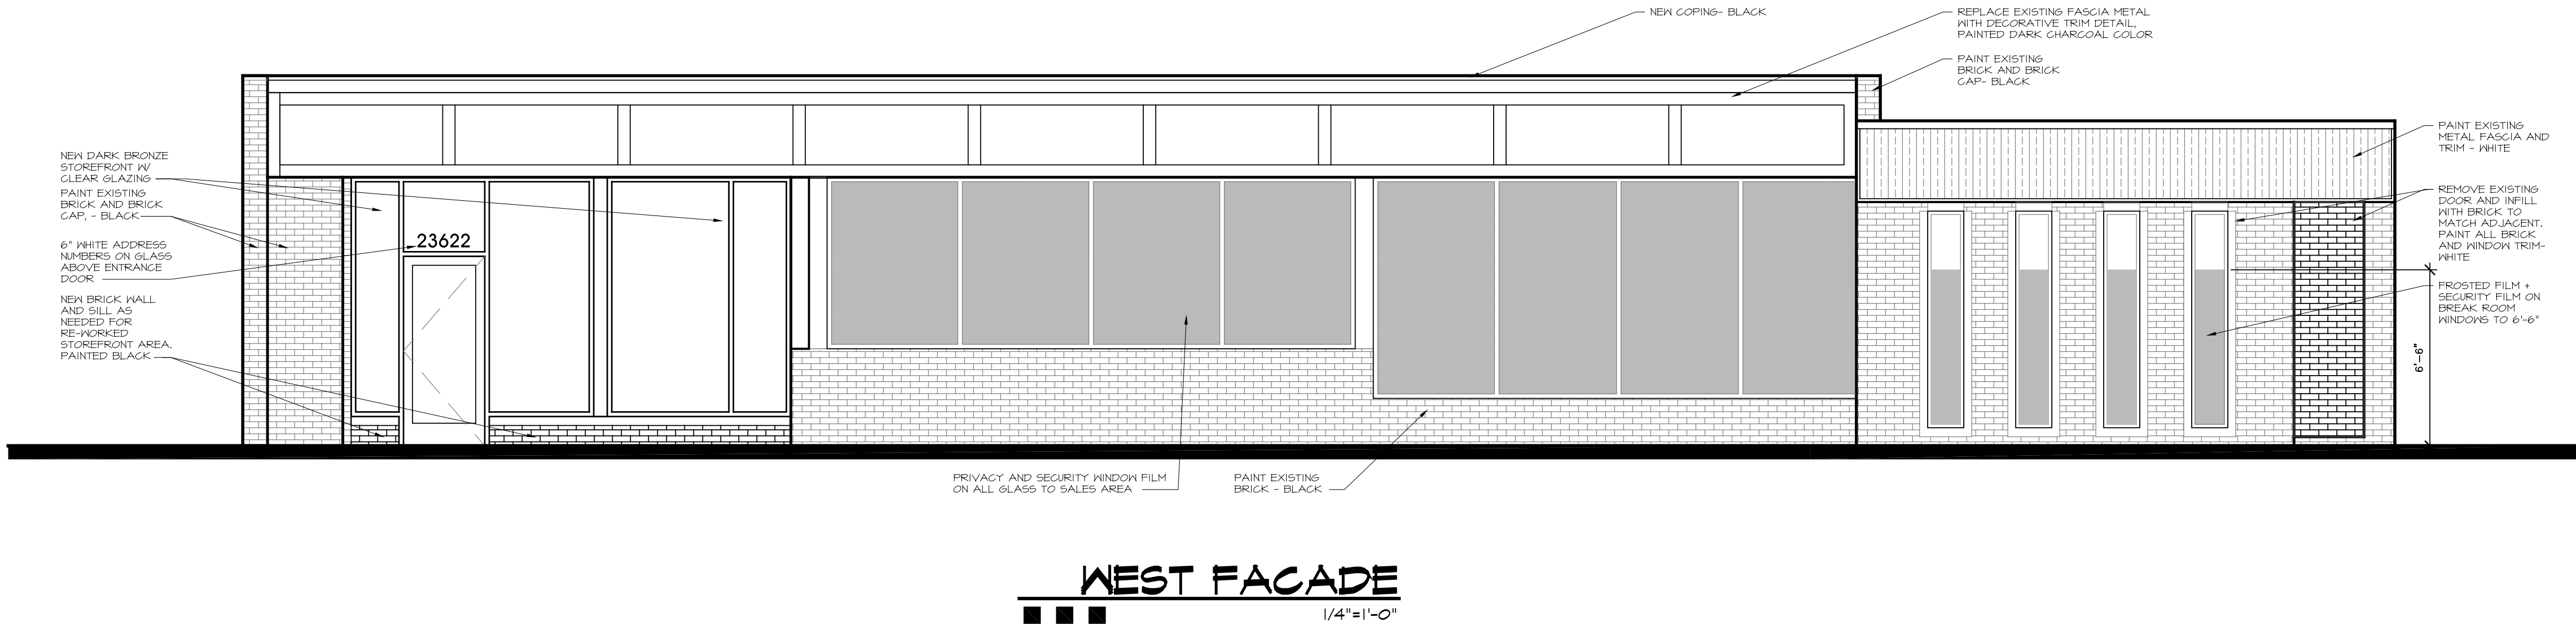 NEW COPING- BLACK
REPLACE EXISTING FASCIA METAL
WITH DECORATIVE TRIM DETAIL,
PAINTED DARK CHARCOAL COLOR
PAINT EXISTING
BRICK AND BRICK
CAP- BLACK
PAINT EXISTING
METAL FASCIA AND
TRIM - WHITE
NEW DARK BRONZE
STOREFRONT W/
CLEAR GLAZING
PAINT EXISTING
BRICK AND BRICK
CAP, - BLACK
6" WHITE ADDRESS
NUMBERS ON GLASS
ABOVE ENTRANCE
DOOR
NEW BRICK WALL
AND SILL AS
NEEDED FOR
RE-WORKED
STOREFRONT AREA.
PAINTED BLACK
23622
REMOVE EXISTING
DOOR AND INFILL
WITH BRICK TO
MATCH ADJACENT.
PAINT ALL BRICK
AND WINDOW TRIM-
WHITE
FROSTED FILM +
SECURITY FILM ON
BREAK ROOM
WINDOWS TO 6'-6"
6'-6"
PRIVACY AND SECURITY WINDOW FILM
ON ALL GLASS TO SALES AREA
PAINT EXISTING
BRICK - BLACK
WEST FACADE
1/4"=1'-0"